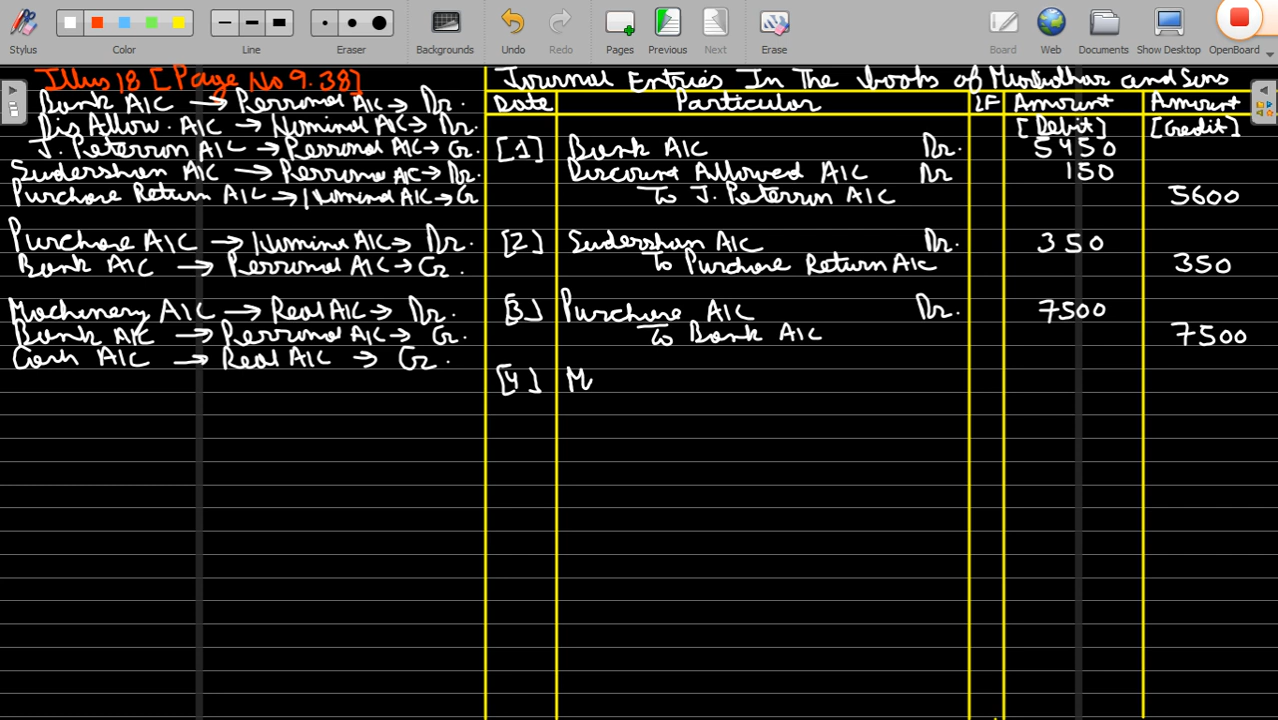 Stylus
Color
Line
Eraser
Backgrounds
Undo
Redo
Pages
Previous
Next
Erase
Board
Web
Documents
Show Desktop
OpenBoard
Illus 18 [Page No 9.38]
Bank A/C → Personal A/C → Dr.
Dis Allow. A/C → Nominal A/C → Dr.
J. Peterson A/C → Personal A/C → Cr.
Sudershan A/C → Personal A/C → Dr.
Purchase Return A/C → Nominal A/C → Cr
Purchase A/C → Nominal A/C → Dr.
Bank A/C → Personal A/C → Cr.
Machinery A/C → Real A/C → Dr.
Bank A/C → Personal A/C → Cr.
Cash A/C → Real A/C → Cr.
Journal Entries In The books of Murlidhar and Sons
Date Particular LF Amount [Debit] Amount [Credit]
[1] Bank A/C Dr. 5450
Discount Allowed A/C Dr 150
To J. Peterson A/C 5600
[2] Sudershan A/C Dr. 350
To Purchase Return A/C 350
[3] Purchase A/C Dr. 7500
To Bank A/C 7500
[4] M